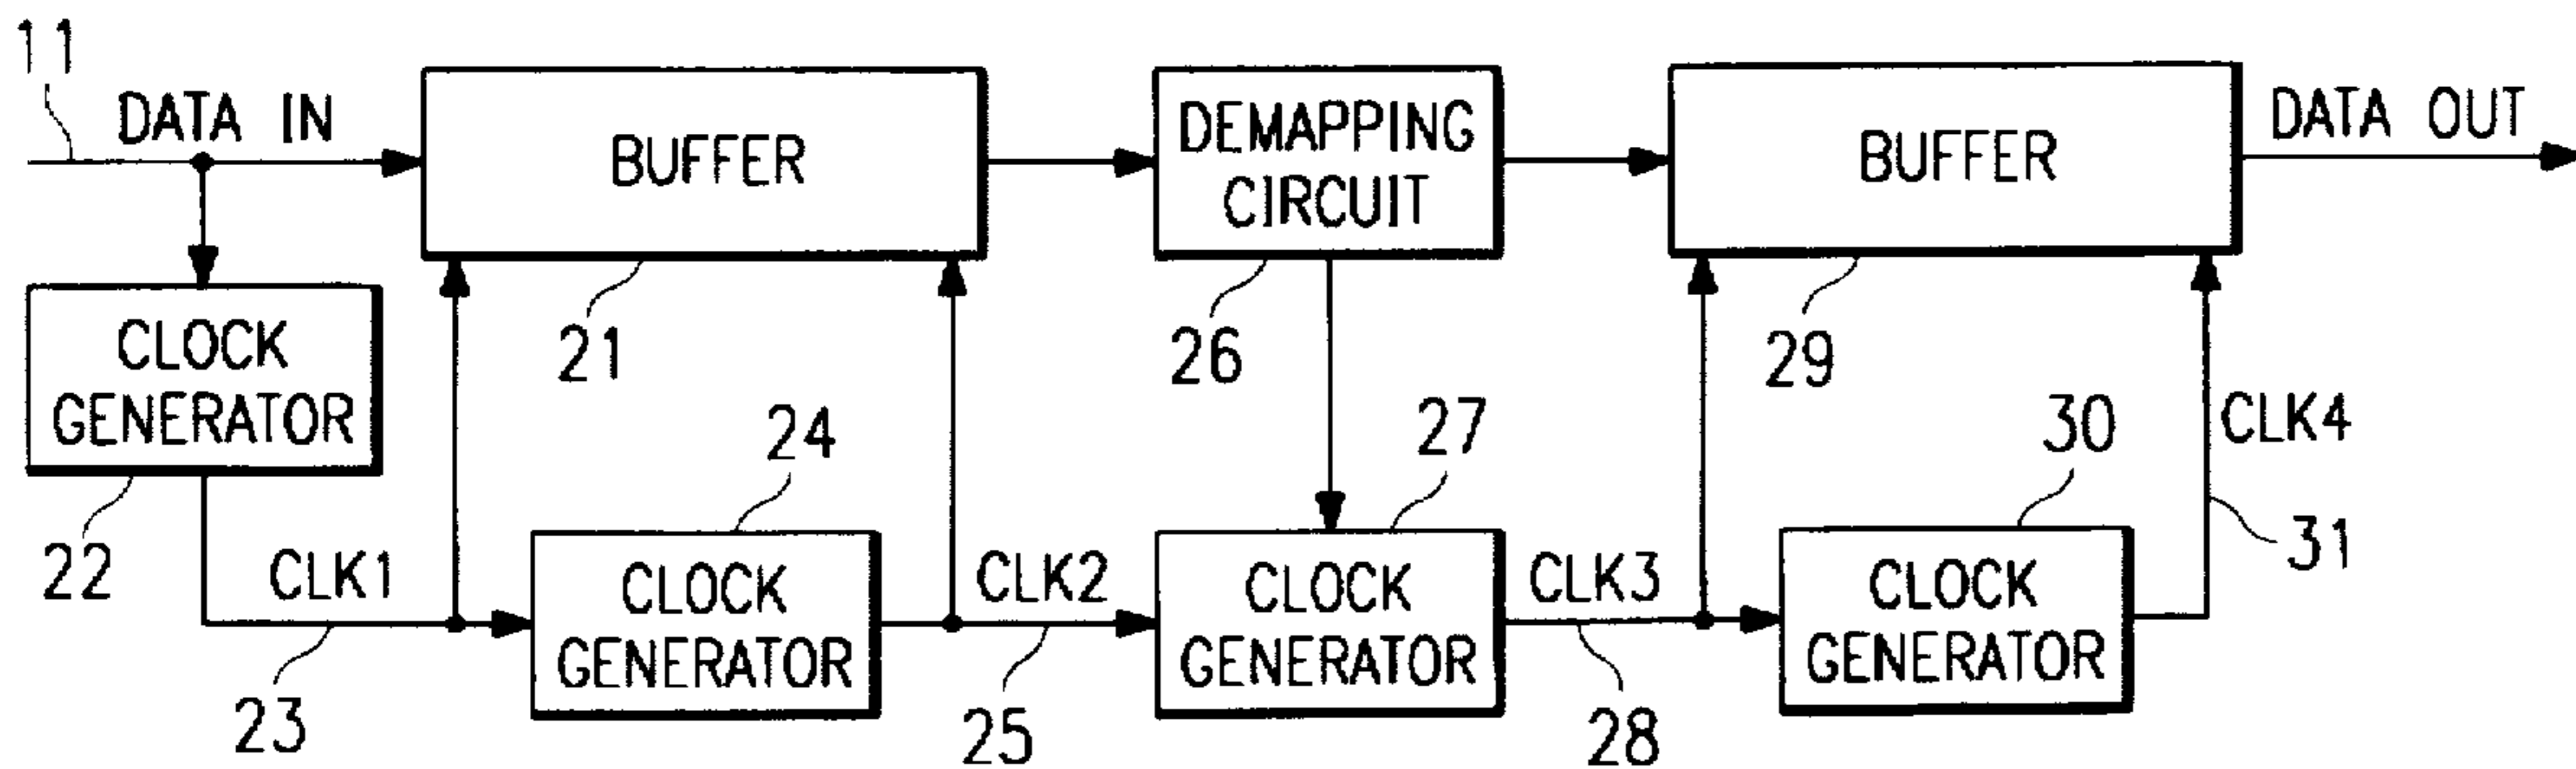 11
DATA IN
BUFFER
DEMAPPING
CIRCUIT
BUFFER
DATA OUT
21
26
29
CLOCK
GENERATOR
22
CLK1
23
24
CLOCK
GENERATOR
CLK2
25
27
CLOCK
GENERATOR
CLK3
28
30
CLOCK
GENERATOR
CLK4
31